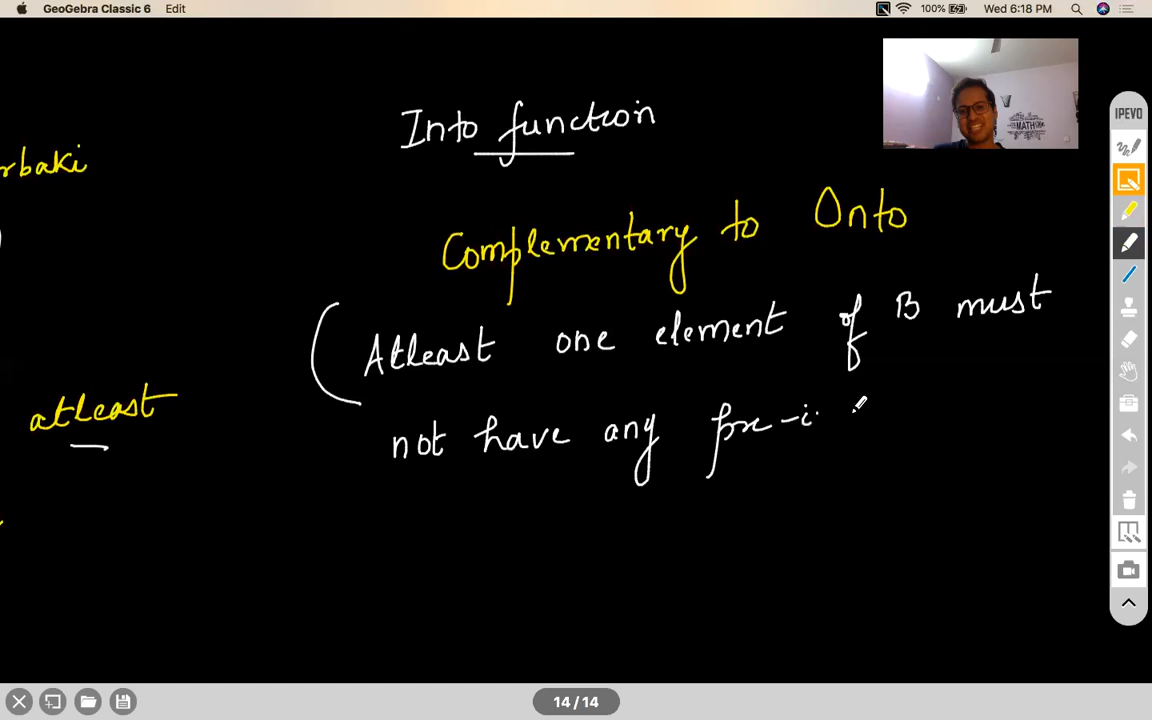 GeoGebra Classic 6 Edit
100% Wed 6:18 PM
MATH
IPEVO
Into function
rbaki
Complementary to Onto
(Atleast one element of B must
atleast
not have any pre-i
14 / 14